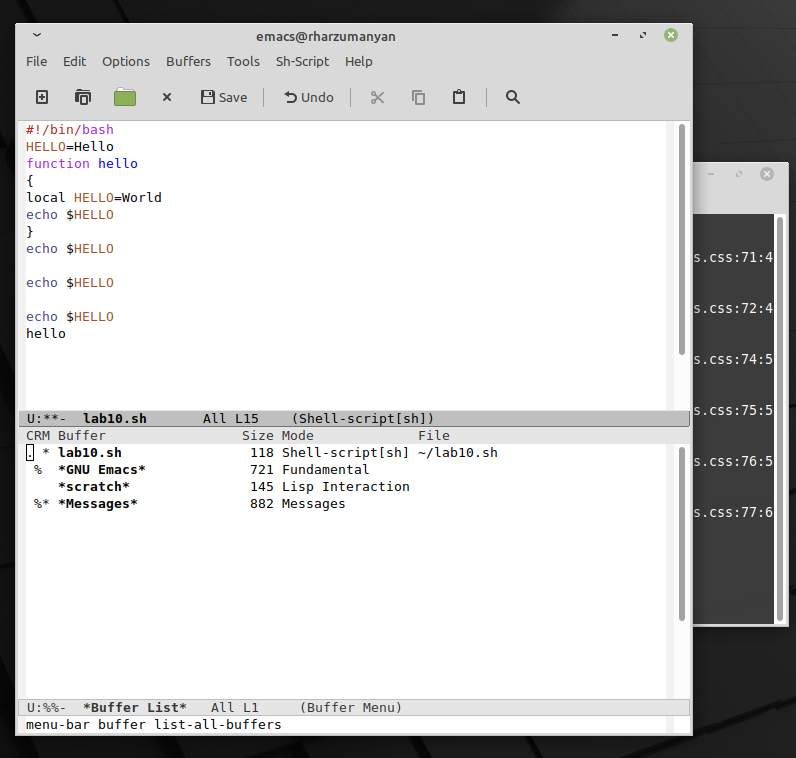 emacs@rharzumanyan
File Edit Options Buffers Tools Sh-Script Help
Save Undo
#!/bin/bash
HELLO=Hello
function hello
{
local HELLO=World
echo $HELLO
}
echo $HELLO
echo $HELLO
echo $HELLO
hello
U:**-  lab10.sh       All L15    (Shell-script[sh])
CRM Buffer                 Size Mode             File
. * lab10.sh                118 Shell-script[sh] ~/lab10.sh
 %  *GNU Emacs*             721 Fundamental
    *scratch*               145 Lisp Interaction
 %* *Messages*              882 Messages
U:%%-  *Buffer List*   All L1     (Buffer Menu)
menu-bar buffer list-all-buffers
s.css:71:4
s.css:72:4
s.css:74:5
s.css:75:5
s.css:76:5
s.css:77:6